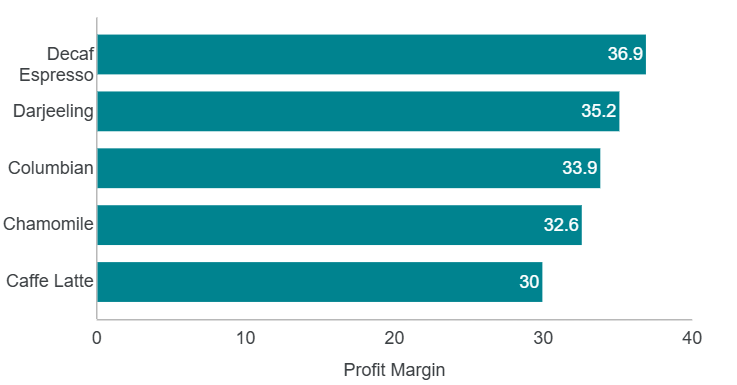 Decaf
Espresso
36.9
Darjeeling
35.2
Columbian
33.9
Chamomile
32.6
Caffe Latte
30
0 10 20 30 40
Profit Margin